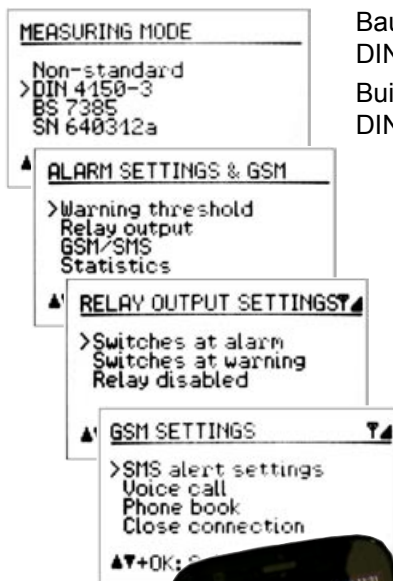 MEASURING MODE
Non-standard
>DIN 4150-3
BS 7385
SN 640312a
▲
ALARM SETTINGS & GSM
>Warning threshold
Relay output
GSM/SMS
Statistics
▲
RELAY OUTPUT SETTINGS
>Switches at alarm
Switches at warning
Relay disabled
▲
GSM SETTINGS
>SMS alert settings
Voice call
Phone book
Close connection
▲▼+OK:
Bau
DIN
Bui
DIN